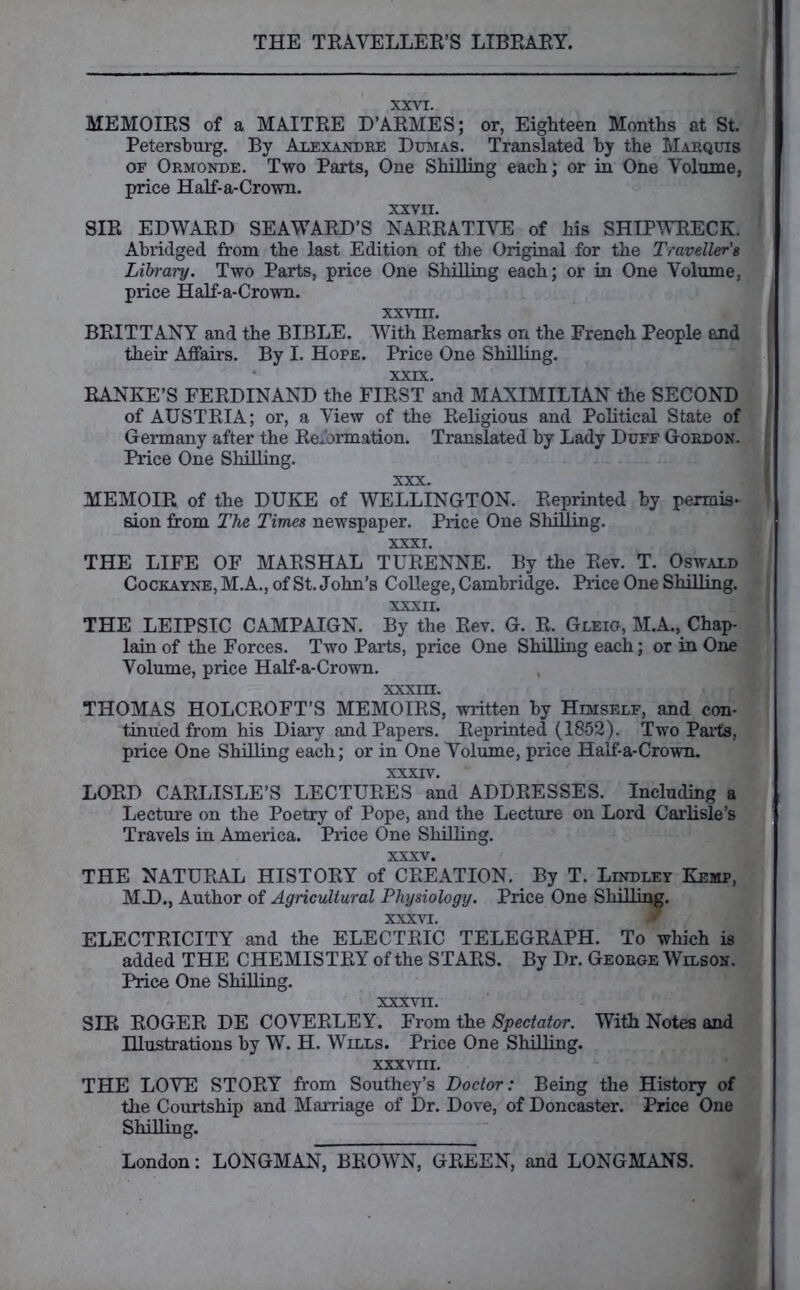 THE TRAVELLER'S LIBRARY.
XXVI.
MEMOIRS of a MAITRE D'ARMES; or, Eighteen Months at St.
Petersburg. By ALEXANDRE DUMAS. Translated by the MARQUIS
OF ORMONDE. Two Parts, One Shilling each; or in One Volume,
price Half-a-Crown.
XXVII.
SIR EDWARD SEAWARD'S NARRATIVE of his SHIPWRECK.
Abridged from the last Edition of the Original for the Traveller's
Library. Two Parts, price One Shilling each; or in One Volume,
price Half-a-Crown.
XXVIII.
BRITTANY and the BIBLE. With Remarks on the French People and
their Affairs. By I. HOPE. Price One Shilling.
XXIX.
RANKE'S FERDINAND the FIRST and MAXIMILIAN the SECOND
of AUSTRIA; or, a View of the Religious and Political State of
Germany after the Reformation. Translated by Lady DUFF GORDON.
Price One Shilling.
XXX.
MEMOIR of the DUKE of WELLINGTON. Reprinted by permis-
sion from The Times newspaper. Price One Shilling.
XXXI.
THE LIFE OF MARSHAL TURENNE. By the Rev. T. OSWALD
COCKAYNE, M.A., of St. John's College, Cambridge. Price One Shilling.
XXXII.
THE LEIPSIC CAMPAIGN. By the Rev. G. R. GLEIG, M.A., Chap-
lain of the Forces. Two Parts, price One Shilling each; or in One
Volume, price Half-a-Crown.
XXXIII.
THOMAS HOLCROFT'S MEMOIRS, written by HIMSELF, and con-
tinued from his Diary and Papers. Reprinted (1852). Two Parts,
price One Shilling each; or in One Volume, price Half-a-Crown.
XXXIV.
LORD CARLISLE'S LECTURES and ADDRESSES. Including a
Lecture on the Poetry of Pope, and the Lecture on Lord Carlisle's
Travels in America. Price One Shilling.
XXXV.
THE NATURAL HISTORY of CREATION. By T. LINDLEY KEMP,
M.D., Author of Agricultural Physiology. Price One Shilling.
XXXVI.
ELECTRICITY and the ELECTRIC TELEGRAPH. To which is
added THE CHEMISTRY of the STARS. By Dr. GEORGE WILSON.
Price One Shilling.
XXXVII.
SIR ROGER DE COVERLEY. From the Spectator. With Notes and
Illustrations by W. H. WILLS. Price One Shilling.
XXXVIII.
THE LOVE STORY from Southey's Doctor: Being the History of
the Courtship and Marriage of Dr. Dove, of Doncaster. Price One
Shilling.
London: LONGMAN, BROWN, GREEN, and LONGMANS.